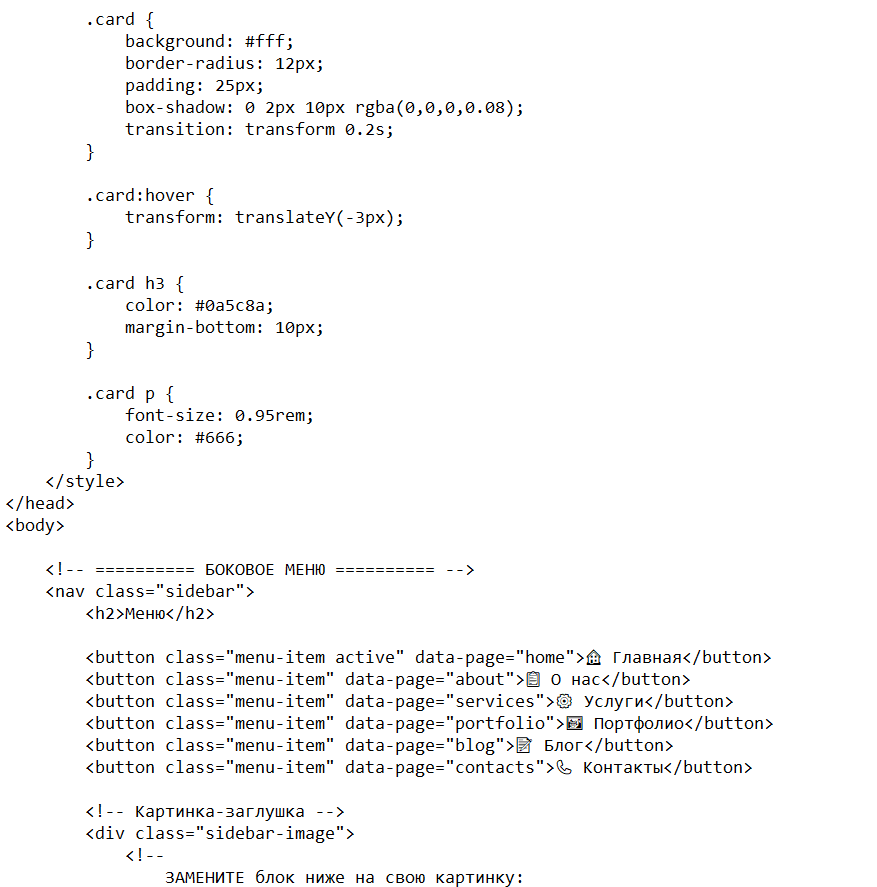 .card {
background: #fff;
border-radius: 12px;
padding: 25px;
box-shadow: 0 2px 10px rgba(0,0,0,0.08);
transition: transform 0.2s;
}
.card:hover {
transform: translateY(-3px);
}
.card h3 {
color: #0a5c8a;
margin-bottom: 10px;
}
.card p {
font-size: 0.95rem;
color: #666;
}
</style>
</head>
<body>
<!-- ========== БОКОВОЕ МЕНЮ ========== -->
<nav class="sidebar">
<h2>Меню</h2>
<button class="menu-item active" data-page="home">🏠 Главная</button>
<button class="menu-item" data-page="about">📋 О нас</button>
<button class="menu-item" data-page="services">⚙ Услуги</button>
<button class="menu-item" data-page="portfolio">🖼 Портфолио</button>
<button class="menu-item" data-page="blog">📝 Блог</button>
<button class="menu-item" data-page="contacts">📞 Контакты</button>
<!-- Картинка-заглушка -->
<div class="sidebar-image">
<!--
ЗАМЕНИТЕ блок ниже на свою картинку: